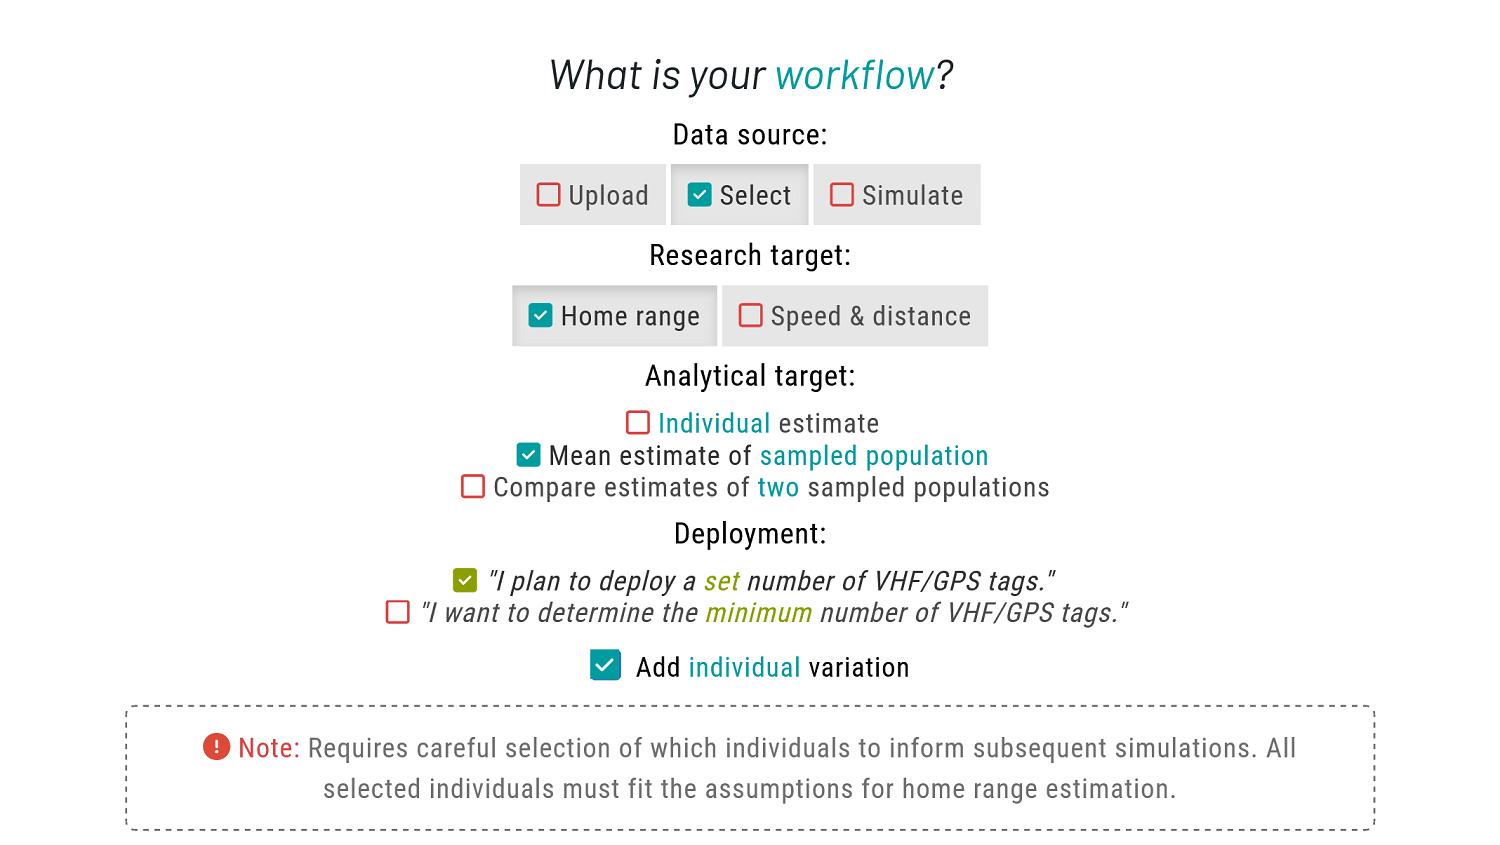 What is your workflow?
Data source:
Upload Select Simulate
Research target:
Home range Speed & distance
Analytical target:
Individual estimate
Mean estimate of sampled population
Compare estimates of two sampled populations
Deployment:
"I plan to deploy a set number of VHF/GPS tags."
"I want to determine the minimum number of VHF/GPS tags."
Add individual variation
Note: Requires careful selection of which individuals to inform subsequent simulations. All
selected individuals must fit the assumptions for home range estimation.